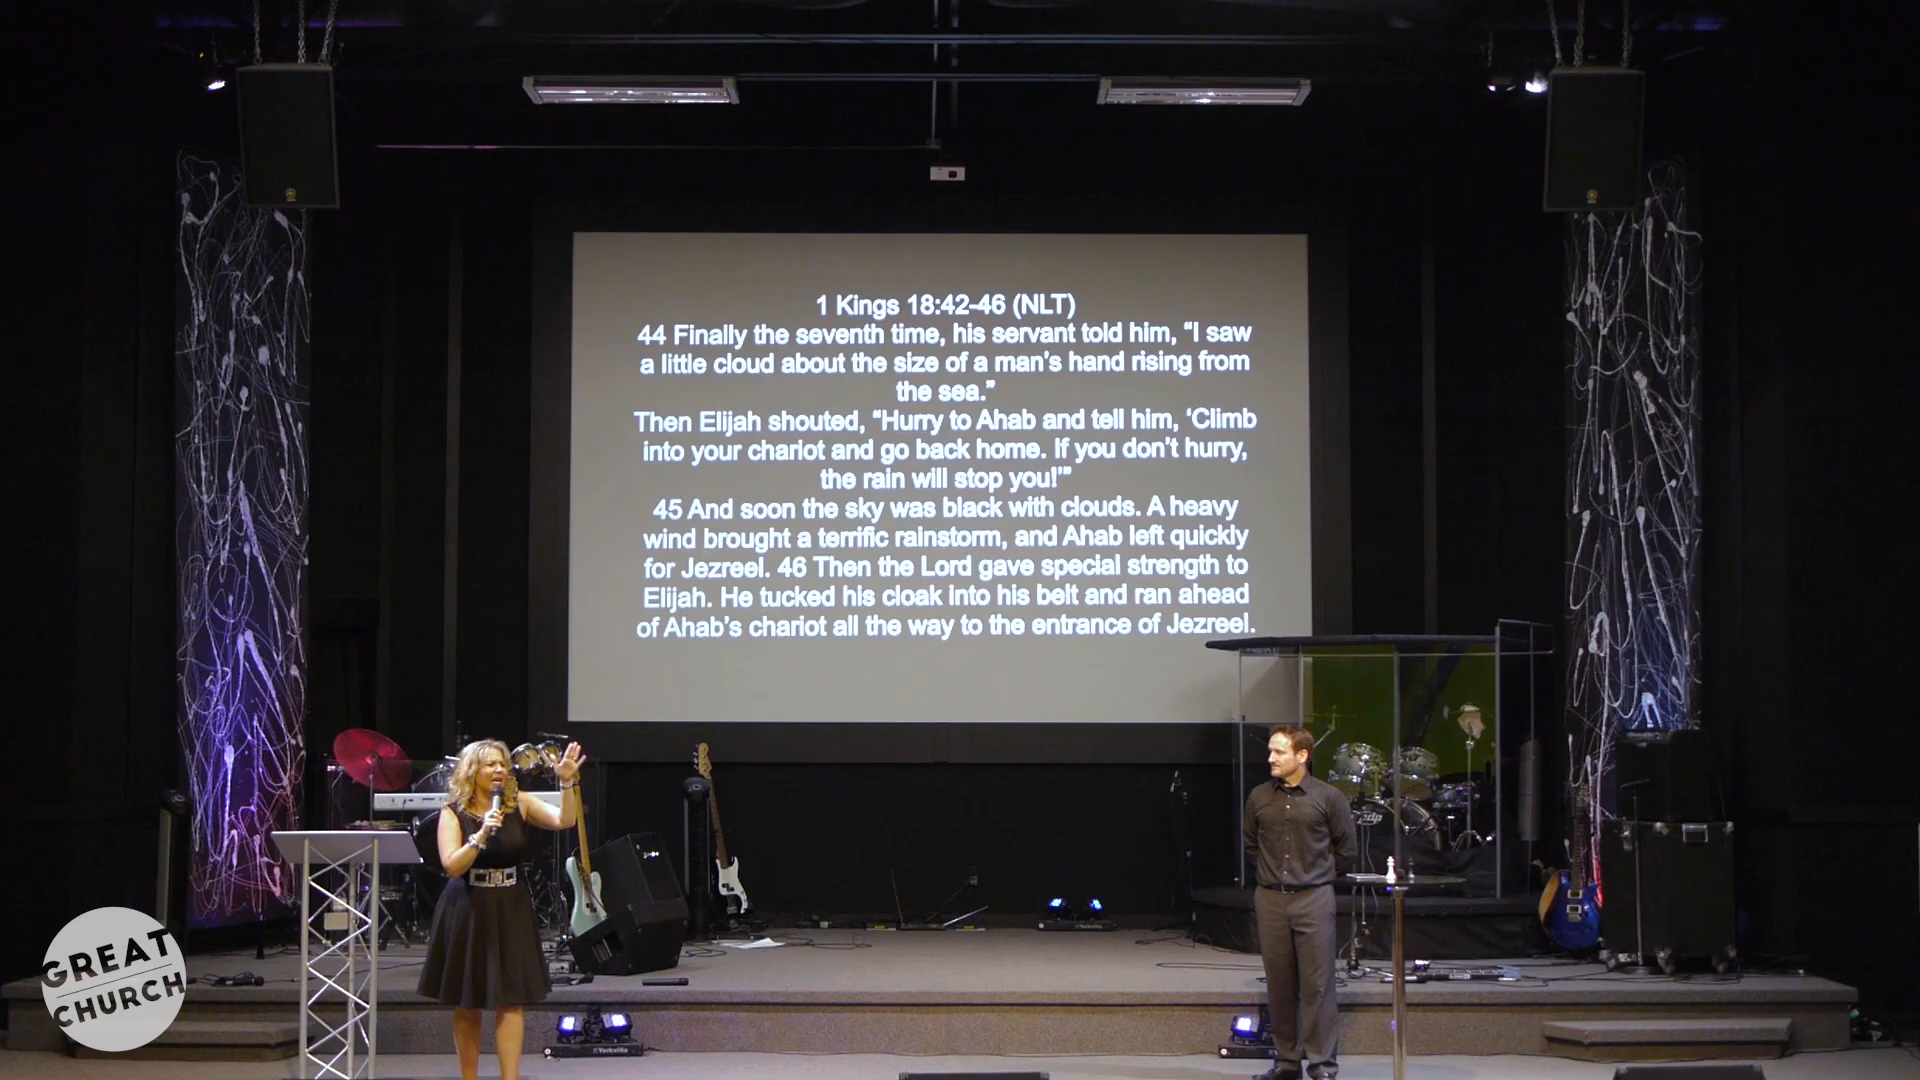 1 Kings 18:42-46 (NLT)
44 Finally the seventh time, his servant told him, “I saw
a little cloud about the size of a man’s hand rising from
the sea.”
Then Elijah shouted, “Hurry to Ahab and tell him, ‘Climb
into your chariot and go back home. If you don’t hurry,
the rain will stop you!’”
45 And soon the sky was black with clouds. A heavy
wind brought a terrific rainstorm, and Ahab left quickly
for Jezreel. 46 Then the Lord gave special strength to
Elijah. He tucked his cloak into his belt and ran ahead
of Ahab’s chariot all the way to the entrance of Jezreel.
pdp
GREAT
CHURCH
Yorkville